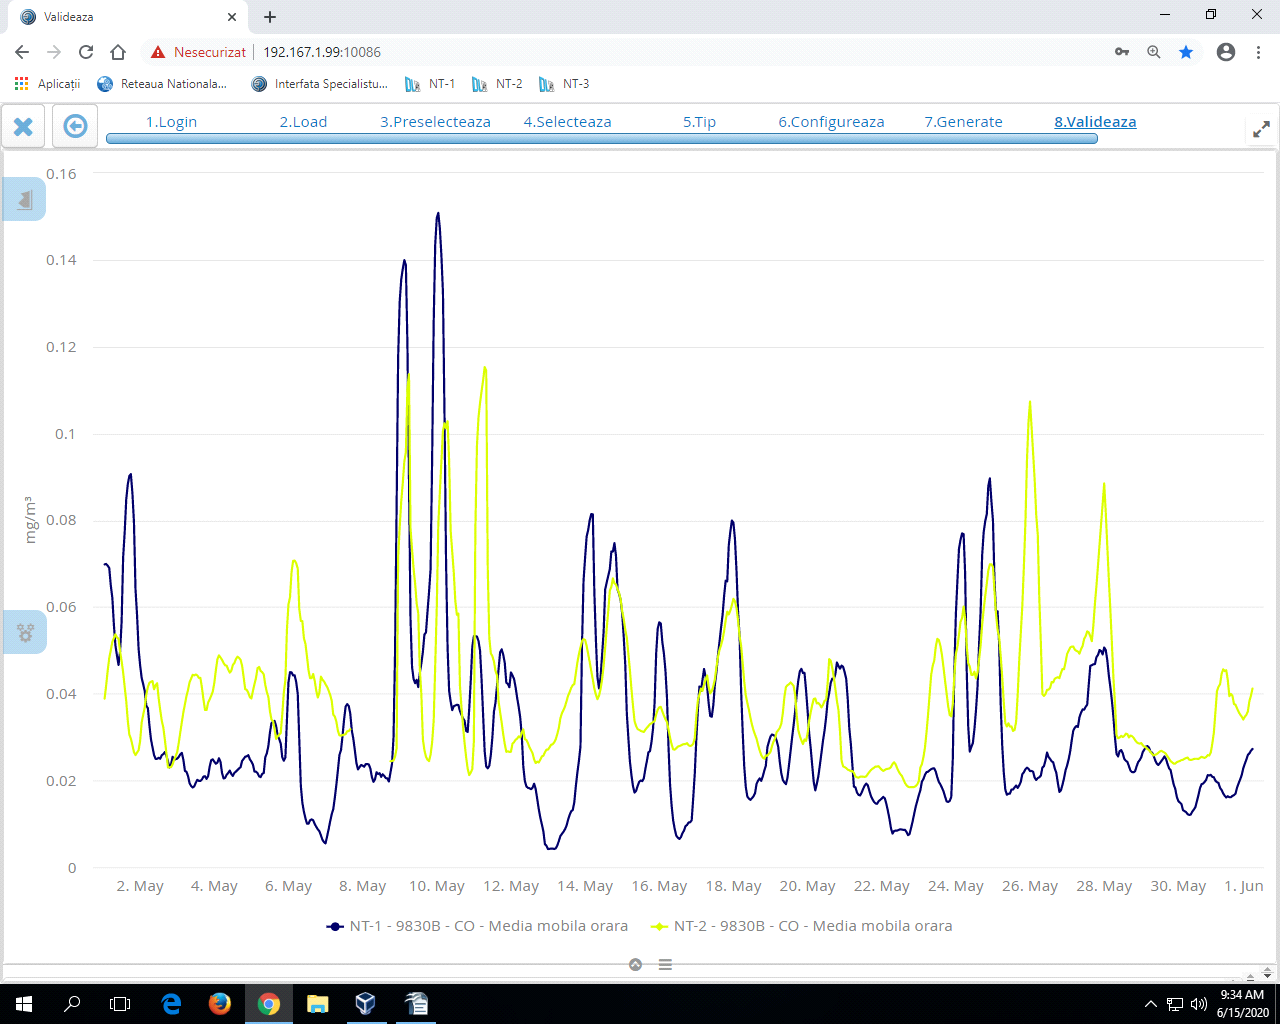 Valideaza
Nesecurizat
192.167.1.99:10086
Aplicații
Reteaua Nationala...
Interfata Specialistu...
NT-1
NT-2
NT-3
1.Login
2.Load
3.Preselecteaza
4.Selecteaza
5.Tip
6.Configureaza
7.Generate
8.Valideaza
0.16
0.14
0.12
0.1
0.08
0.06
0.04
0.02
0
mg/m³
2. May
4. May
6. May
8. May
10. May
12. May
14. May
16. May
18. May
20. May
22. May
24. May
26. May
28. May
30. May
1. Jun
NT-1 - 9830B - CO - Media mobila orara
NT-2 - 9830B - CO - Media mobila orara
9:34 AM
6/15/2020